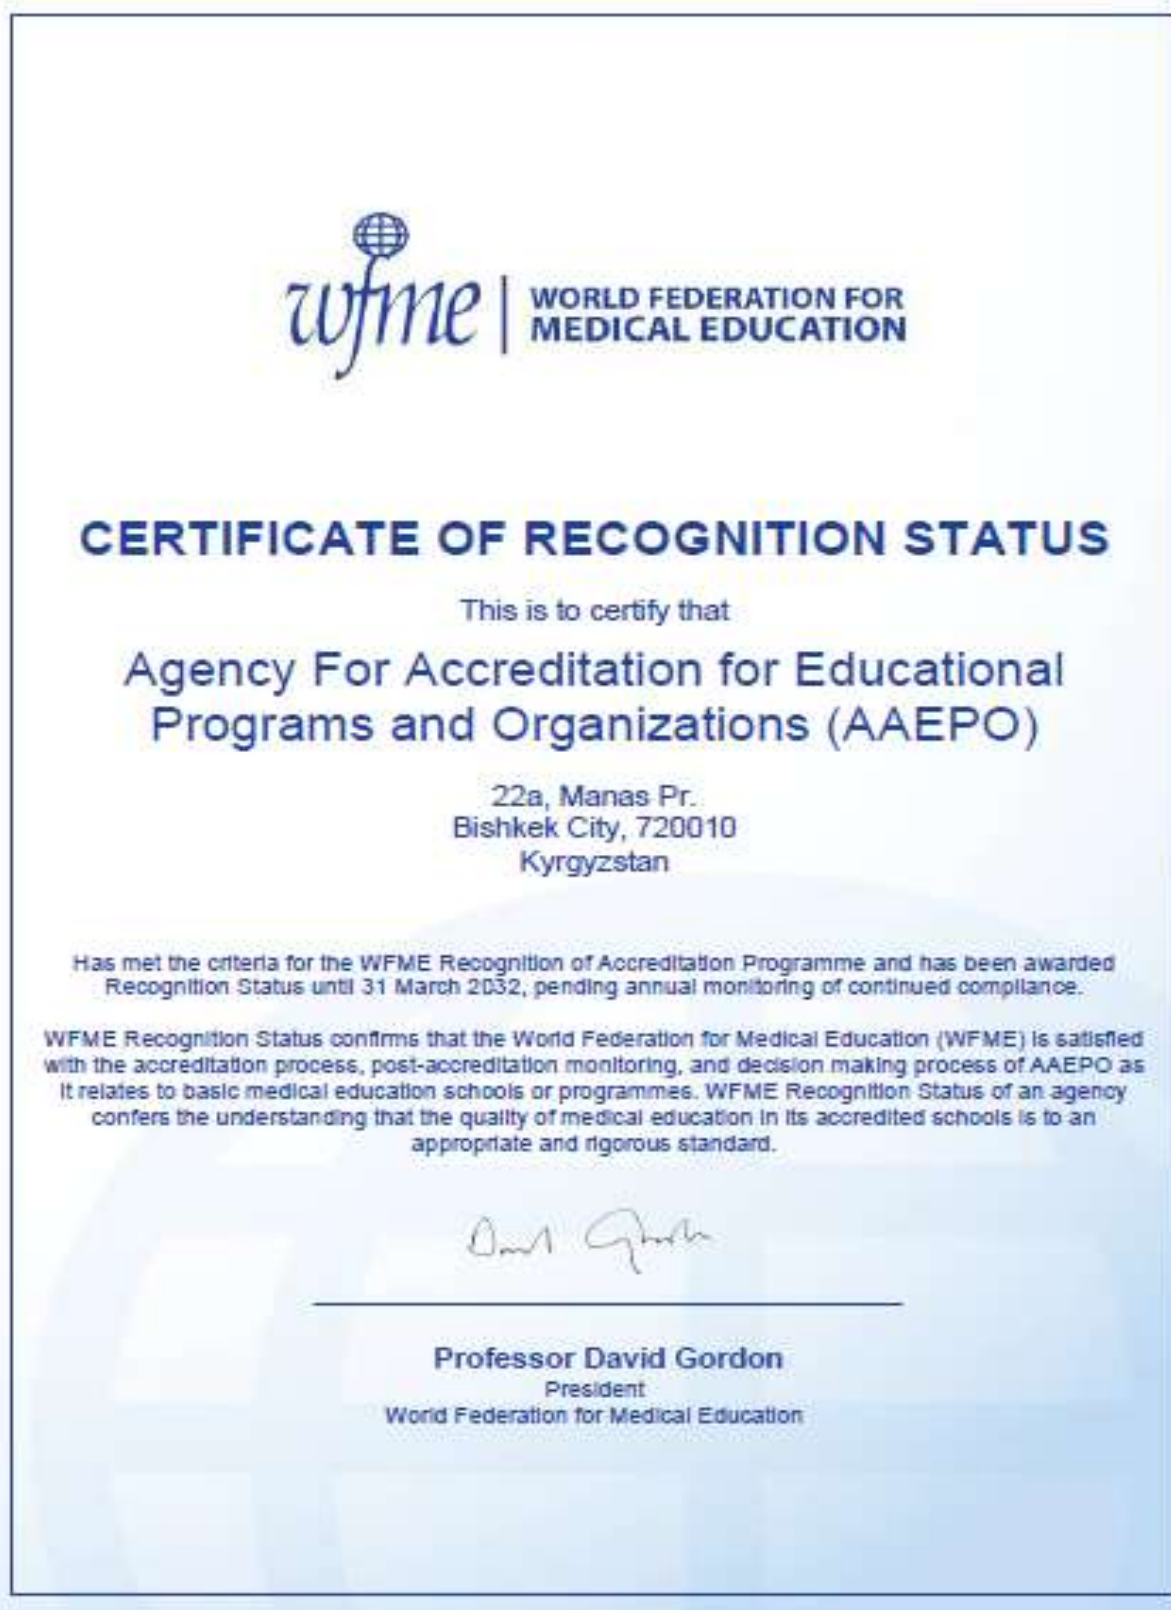 wfme
WORLD FEDERATION FOR
MEDICAL EDUCATION
CERTIFICATE OF RECOGNITION STATUS
This is to certify that
Agency For Accreditation for Educational
Programs and Organizations (AAEPO)
22a, Manas Pr.
Bishkek City, 720010
Kyrgyzstan
Has met the criteria for the WFME Recognition of Accreditation Programme and has been awarded
Recognition Status until 31 March 2032, pending annual monitoring of continued compliance.
WFME Recognition Status confirms that the World Federation for Medical Education (WFME) is satisfied
with the accreditation process, post-accreditation monitoring, and decision making process of AAEPO as
it relates to basic medical education schools or programmes. WFME Recognition Status of an agency
confers the understanding that the quality of medical education in its accredited schools is to an
appropriate and rigorous standard.
David Gordon
Professor David Gordon
President
World Federation for Medical Education